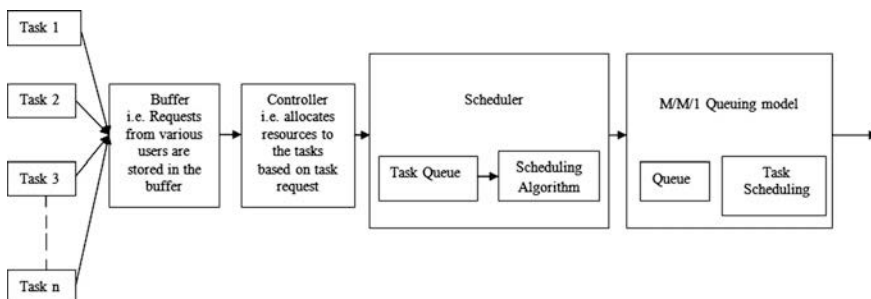 Task 1
Task 2
Task 3
Task n
Buffer
i.e. Requests
from various
users are
stored in the
buffer
Controller
i.e. allocates
resources to
the tasks
based on task
request
Scheduler
Task Queue
Scheduling
Algorithm
M/M/1 Queuing model
Queue
Task
Scheduling